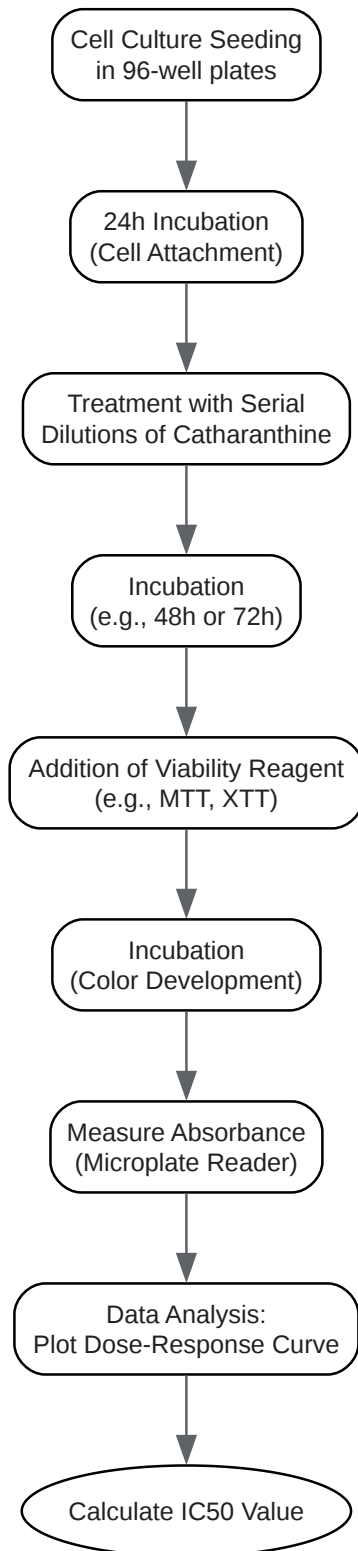 Cell Culture Seeding
in 96-well plates
24h Incubation
(Cell Attachment)
Treatment with Serial
Dilutions of Catharanthine
Incubation
(e.g., 48h or 72h)
Addition of Viability Reagent
(e.g., MTT, XTT)
Incubation
(Color Development)
Measure Absorbance
(Microplate Reader)
Data Analysis:
Plot Dose-Response Curve
Calculate IC50 Value